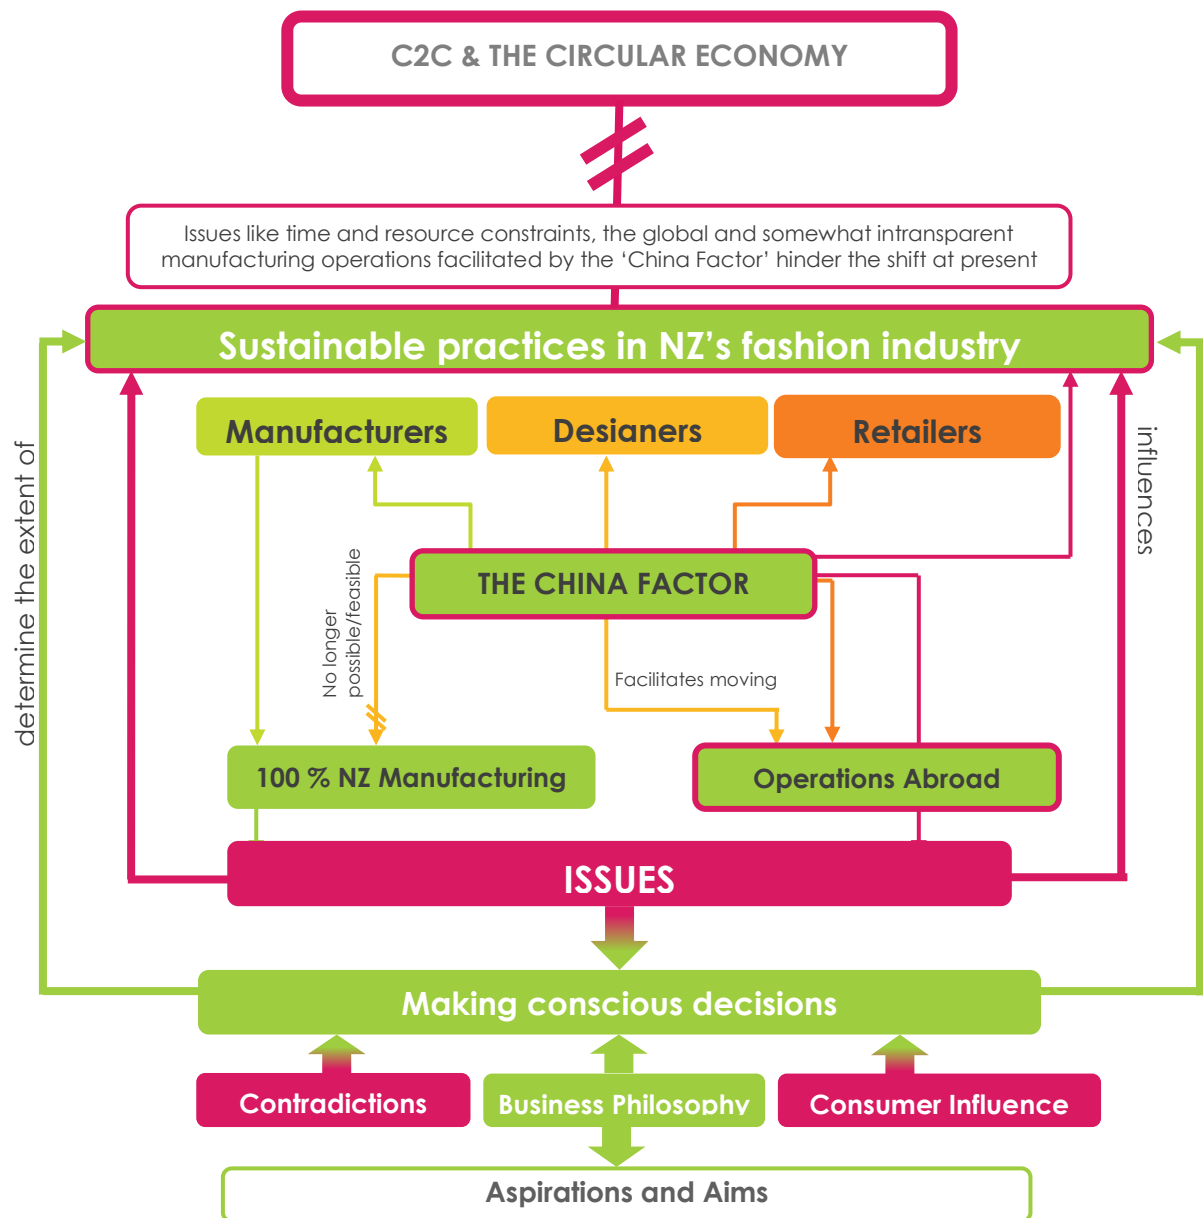 C2C & THE CIRCULAR ECONOMY
Issues like time and resource constraints, the global and somewhat intransparent
manufacturing operations facilitated by the ‘China Factor’ hinder the shift at present
Sustainable practices in NZ’s fashion industry
Manufacturers
Desianers
Retailers
determine the extent of
influences
THE CHINA FACTOR
No longer
possible/feasible
Facilitates moving
100 % NZ Manufacturing
Operations Abroad
ISSUES
Making conscious decisions
Contradictions
Business Philosophy
Consumer Influence
Aspirations and Aims